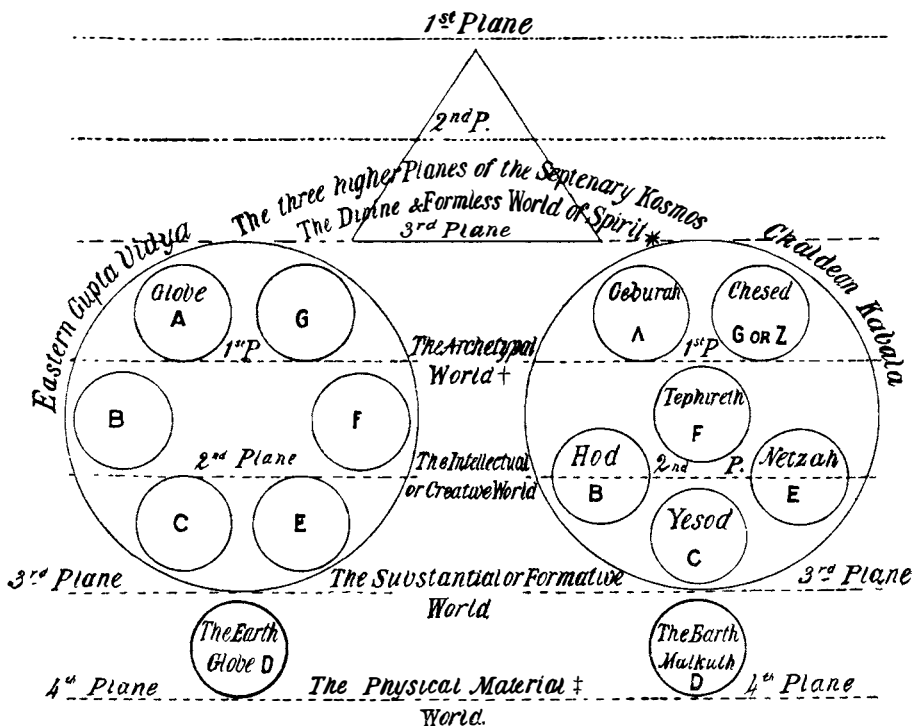 1st Plane
2nd P.
The three higher Planes of the Septenary Kosmos
The Divine & Formless World of Spirit *
3rd Plane
Eastern Gupta Vidya
Chaldean Kabala
Globe
A
G
1st P.
The Archetypal
World †
Geburah
A
Chesed
G OR Z
1st P
B
F
Tephireth
F
2nd Plane
The Intellectual
or Creative World
Hod
B
2nd P.
Netzah
E
C
E
Yesod
C
3rd Plane
The Substantial or Formative
World.
3rd Plane
The Earth
Globe D
The Earth
Malkuth
D
4th Plane
The Physical Material ‡
World.
4th Plane